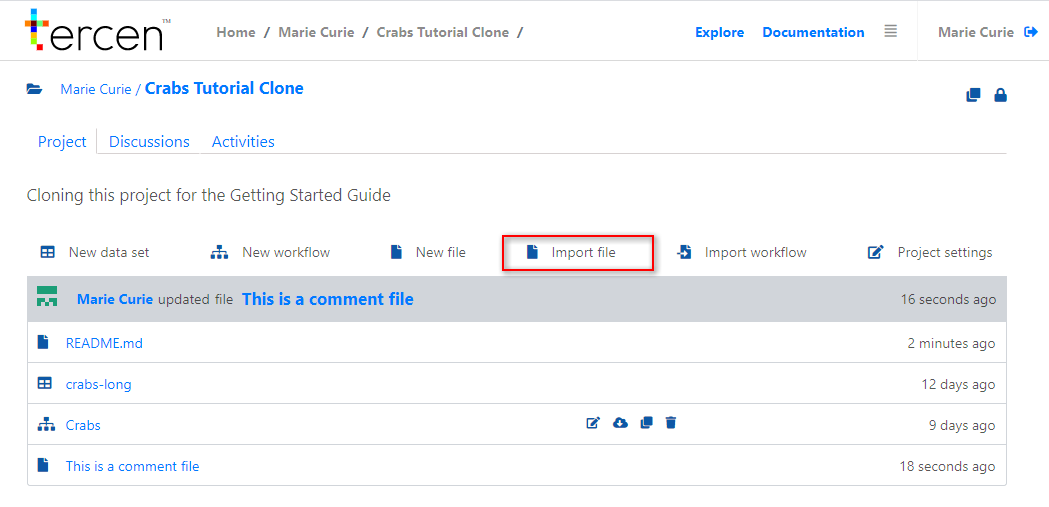 tercen™ Home / Marie Curie / Crabs Tutorial Clone / Explore Documentation Marie Curie
Marie Curie / Crabs Tutorial Clone
Project Discussions Activities
Cloning this project for the Getting Started Guide
New data set New workflow New file Import file Import workflow Project settings
Marie Curie updated file This is a comment file 16 seconds ago
README.md 2 minutes ago
crabs-long 12 days ago
Crabs 9 days ago
This is a comment file 18 seconds ago